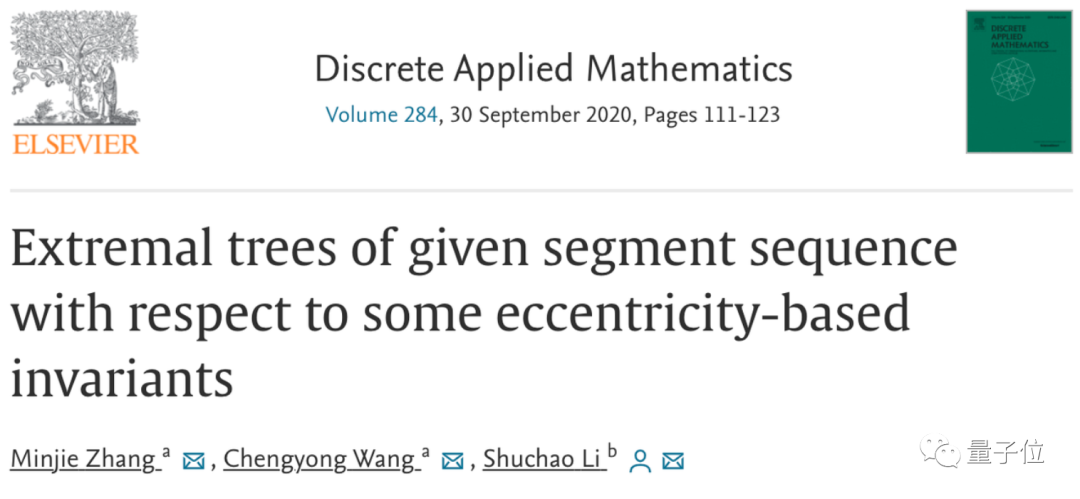 ELSEVIER
Discrete Applied Mathematics
Volume 284, 30 September 2020, Pages 111-123
DISCRETE
APPLIED
MATHEMATICS
Extremal trees of given segment sequence
with respect to some eccentricity-based
invariants
Minjie Zhang a, Chengyong Wang a, Shuchao Li b
量子位